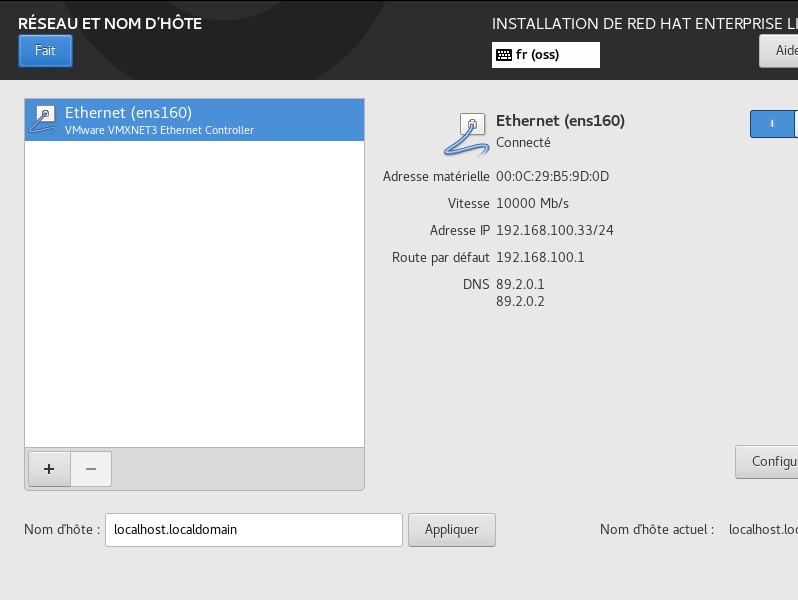 RÉSEAU ET NOM D'HÔTE
INSTALLATION DE RED HAT ENTERPRISE LI
Fait
fr (oss)
Aide
Ethernet (ens160)
VMware VMXNET3 Ethernet Controller
Ethernet (ens160)
Connecté
Adresse matérielle 00:0C:29:B5:9D:0D
Vitesse 10000 Mb/s
Adresse IP 192.168.100.33/24
Route par défaut 192.168.100.1
DNS 89.2.0.1
89.2.0.2
+ −
Configu
Nom d'hôte : localhost.localdomain Appliquer Nom d'hôte actuel : localhost.loc